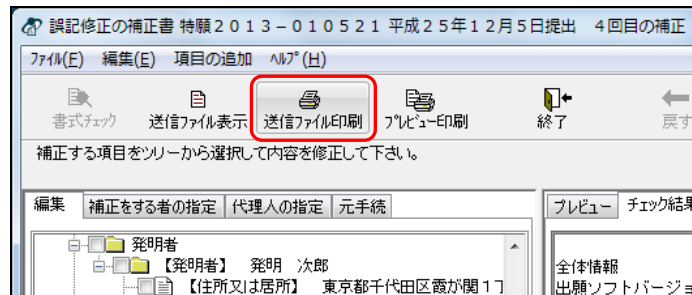 誤記修正の補正書 特願２０１３－０１０５２１ 平成２５年１２月５日提出　４回目の補正
ﾌｧｲﾙ(F)　編集(E)　項目の追加　ﾍﾙﾌﾟ(H)
書式ﾁｪｯｸ　送信ﾌｧｲﾙ表示　送信ﾌｧｲﾙ印刷　ﾌﾟﾚﾋﾞｭｰ印刷　終了　戻す
補正する項目をツリーから選択して内容を修正して下さい。
編集　補正をする者の指定　代理人の指定　元手続　プレビュー　チェック結果
発明者
【発明者】　発明　次郎　全体情報
【住所又は居所】　東京都千代田区霞が関１丁　出願ソフトバージョ